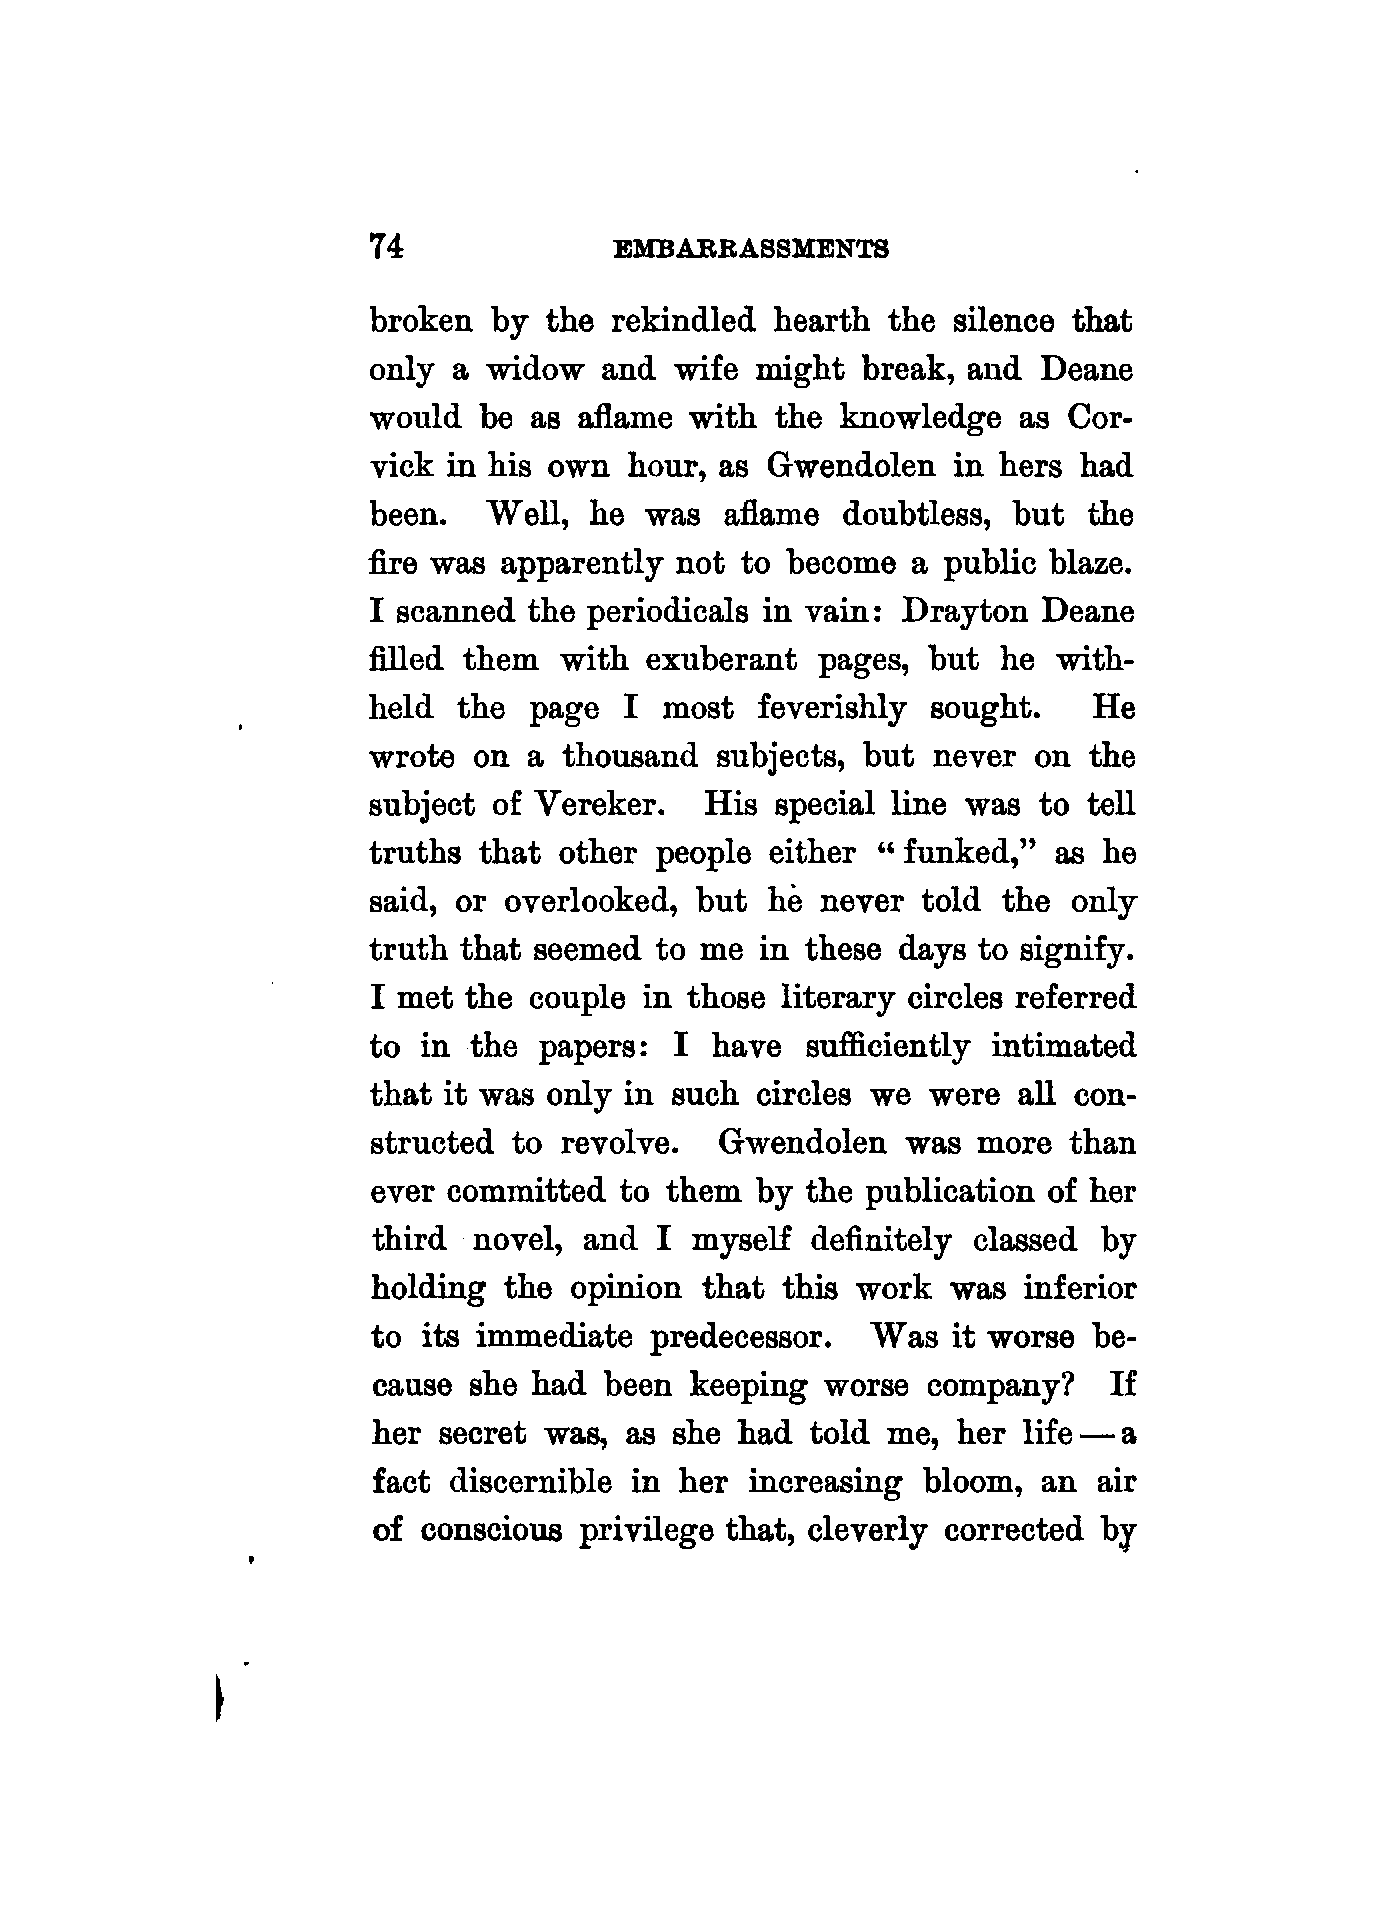 74 EMBARRASSMENTS
broken by the rekindled hearth the silence that
only a widow and wife might break, and Deane
would be as aflame with the knowledge as Cor-
vick in his own hour, as Gwendolen in hers had
been. Well, he was aflame doubtless, but the
fire was apparently not to become a public blaze.
I scanned the periodicals in vain: Drayton Deane
filled them with exuberant pages, but he with-
held the page I most feverishly sought. He
wrote on a thousand subjects, but never on the
subject of Vereker. His special line was to tell
truths that other people either “ funked,” as he
said, or overlooked, but he never told the only
truth that seemed to me in these days to signify.
I met the couple in those literary circles referred
to in the papers: I have sufficiently intimated
that it was only in such circles we were all con-
structed to revolve. Gwendolen was more than
ever committed to them by the publication of her
third novel, and I myself definitely classed by
holding the opinion that this work was inferior
to its immediate predecessor. Was it worse be-
cause she had been keeping worse company? If
her secret was, as she had told me, her life — a
fact discernible in her increasing bloom, an air
of conscious privilege that, cleverly corrected by